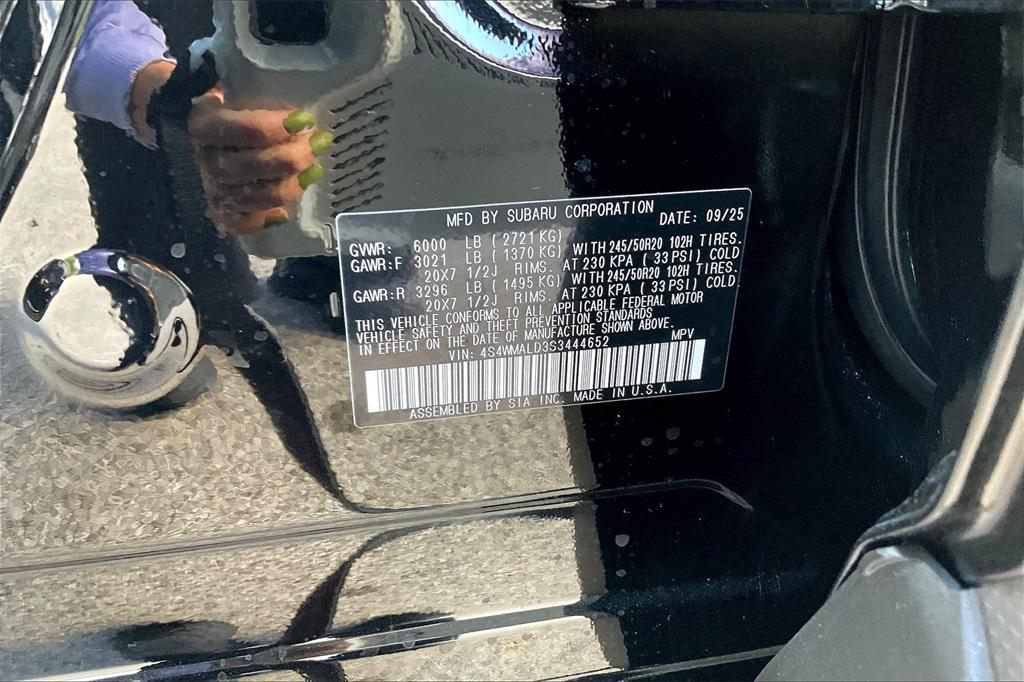 MFD BY SUBARU CORPORATION DATE: 09/25
GVWR: 6000 LB ( 2721 KG)
GAWR:F 3021 LB ( 1370 KG) WITH 245/50R20 102H TIRES.
20X7 1/2J RIMS. AT 230 KPA ( 33 PSI) COLD
GAWR:R 3296 LB ( 1495 KG) WITH 245/50R20 102H TIRES.
20X7 1/2J RIMS. AT 230 KPA ( 33 PSI) COLD
THIS VEHICLE CONFORMS TO ALL APPLICABLE FEDERAL MOTOR
VEHICLE SAFETY AND THEFT PREVENTION STANDARDS
IN EFFECT ON THE DATE OF MANUFACTURE SHOWN ABOVE.
VIN: 4S4WMALD3S3444652 MPV
ASSEMBLED BY SIA INC. MADE IN U.S.A.